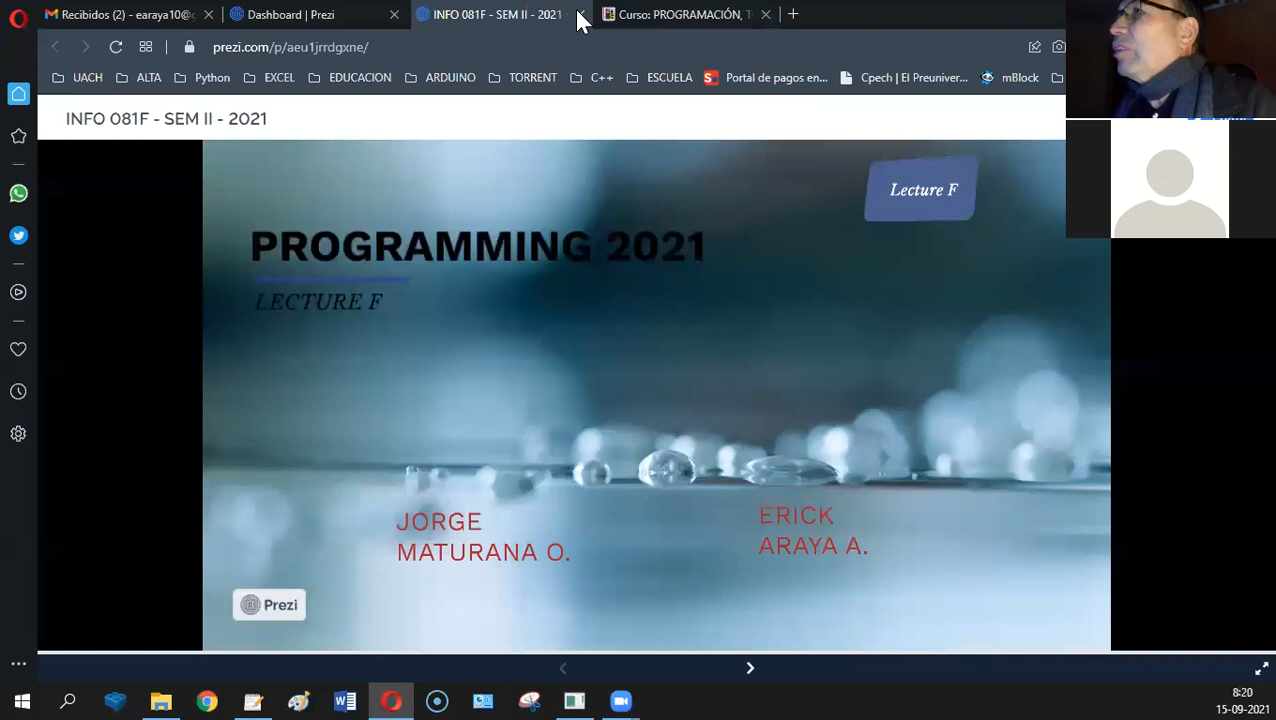 Recibidos (2) - earaya10@g
Dashboard | Prezi
INFO 081F - SEM II - 2021
Curso: PROGRAMACIÓN, T
prezi.com/p/aeu1jrrdgxne/
UACH
ALTA
Python
EXCEL
EDUCACION
ARDUINO
TORRENT
C++
ESCUELA
Portal de pagos en...
Cpech | El Preuniver...
mBlock
INFO 081F - SEM II - 2021
Lecture F
PROGRAMMING 2021
LECTURE F
JORGE
MATURANA O.
ERICK
ARAYA A.
Prezi
8:20
15-09-2021